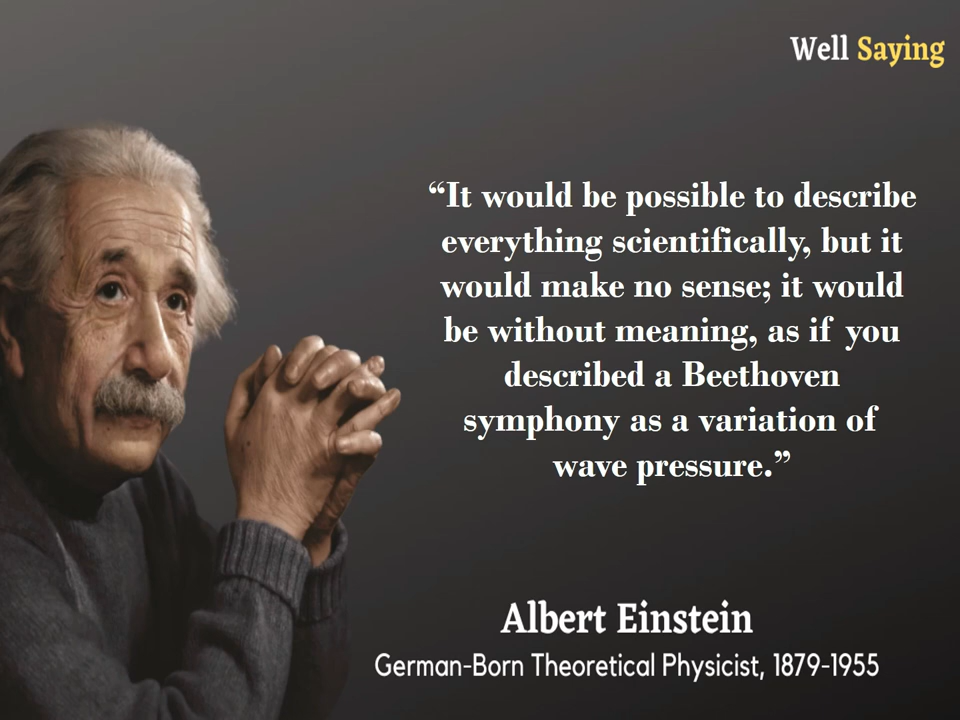 Well Saying
“It would be possible to describe
everything scientifically, but it
would make no sense; it would
be without meaning, as if you
described a Beethoven
symphony as a variation of
wave pressure.”
Albert Einstein
German-Born Theoretical Physicist, 1879-1955